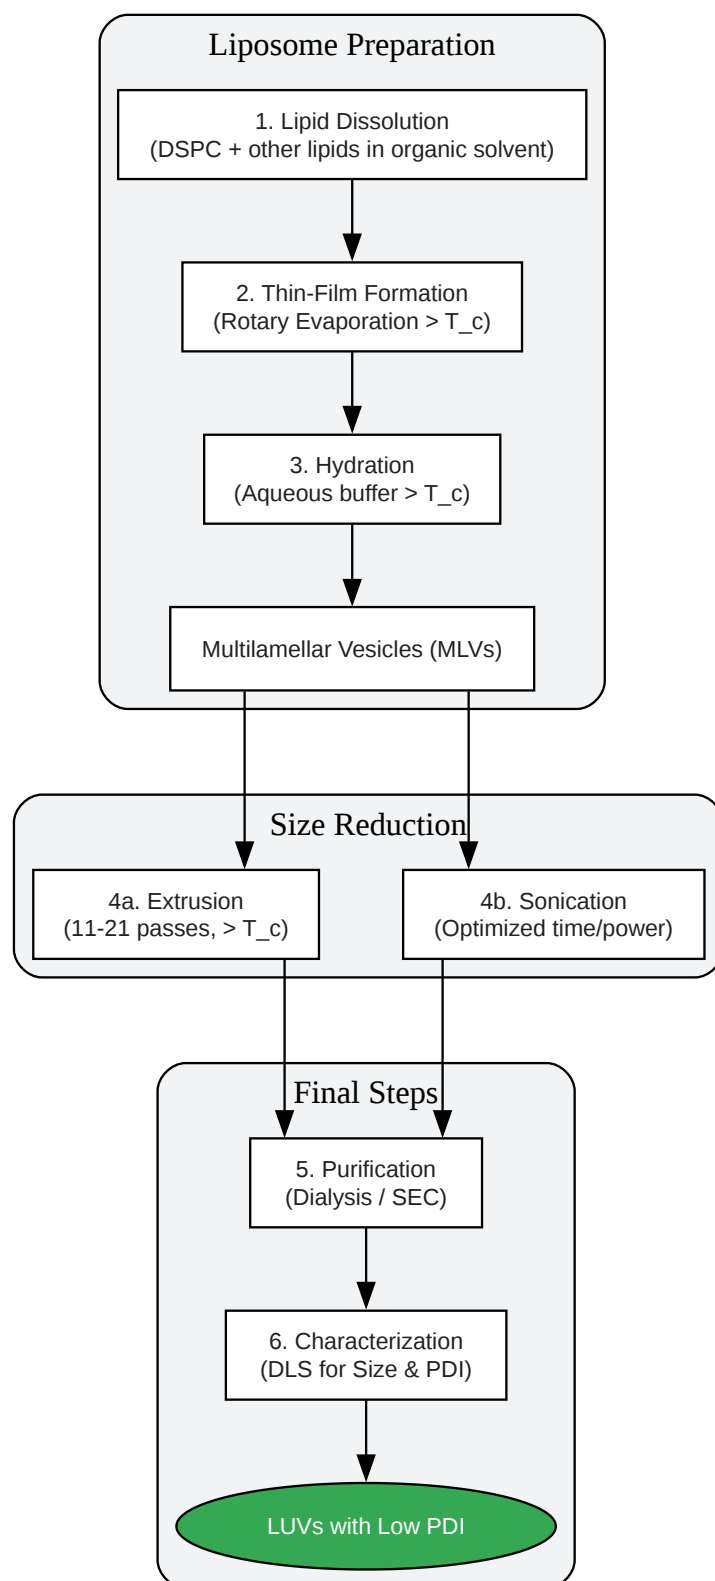 Liposome Preparation
1. Lipid Dissolution
(DSPC + other lipids in organic solvent)
2. Thin-Film Formation
(Rotary Evaporation > T_c)
3. Hydration
(Aqueous buffer > T_c)
Multilamellar Vesicles (MLVs)
Size Reduction
4a. Extrusion
(11-21 passes, > T_c)
4b. Sonication
(Optimized time/power)
Final Steps
5. Purification
(Dialysis / SEC)
6. Characterization
(DLS for Size & PDI)
LUVs with Low PDI